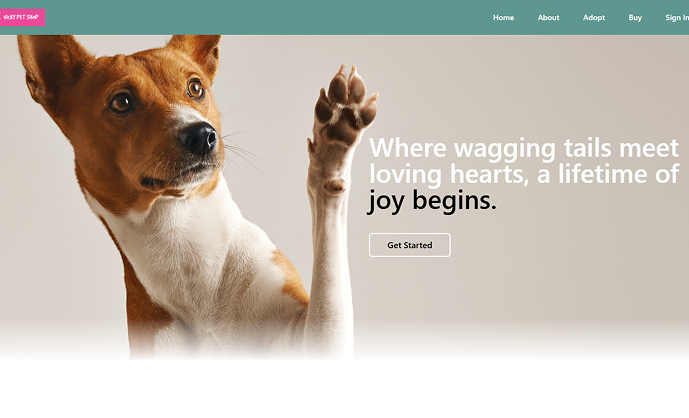 VICKY PET SHOP
Home About Adopt Buy Sign In
Where wagging tails meet
loving hearts, a lifetime of
joy begins.
Get Started